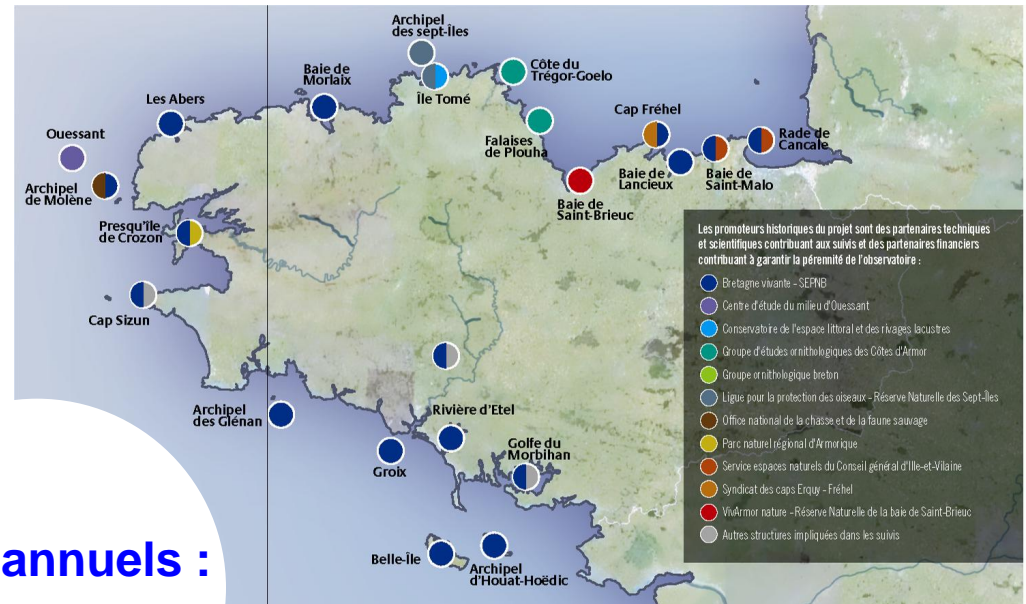 Archipel
des sept-Îles
Île Tomé
Côte du
Trégor-Goelo
Baie de
Morlaix
Les Abers
Ouessant
Archipel
de Molène
Falaises
de Plouha
Cap Fréhel
Rade de
Cancale
Baie de
Lancieux
Baie de
Saint-Malo
Baie de
Saint-Brieuc
Presqu'île
de Crozon
Cap Sizun
Archipel
des Glénan
Rivière d'Etel
Groix
Golfe du
Morbihan
Belle-Île
Archipel
d'Houat-Hoëdic
Les promoteurs historiques du projet sont des partenaires techniques
et scientifiques contribuant aux suivis et des partenaires financiers
contribuant à garantir la pérennité de l'observatoire :
Bretagne vivante - SEPNB
Centre d'étude du milieu d'Ouessant
Conservatoire de l'espace littoral et des rivages lacustres
Groupe d'études ornithologiques des Côtes d'Armor
Groupe ornithologique breton
Ligue pour la protection des oiseaux - Réserve Naturelle des Sept-Îles
Office national de la chasse et de la faune sauvage
Parc naturel régional d'Armorique
Service espaces naturels du Conseil général d'Ille-et-Vilaine
Syndicat des caps Erquy - Fréhel
VivArmor nature - Réserve Naturelle de la baie de Saint-Brieuc
Autres structures impliquées dans les suivis
annuels :